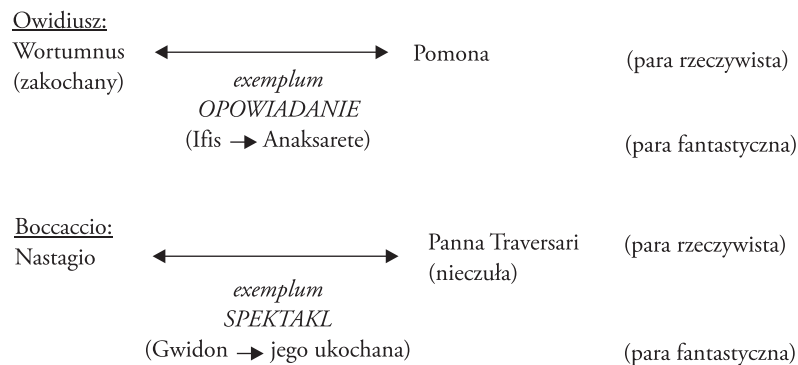 Owidiusz:
Wortumnus Pomona (para rzeczywista)
(zakochany)
exemplum
OPOWIADANIE
(Ifis → Anaksarete) (para fantastyczna)
Boccaccio:
Nastagio Panna Traversari (para rzeczywista)
(nieczuła)
exemplum
SPEKTAKL
(Gwidon → jego ukochana) (para fantastyczna)